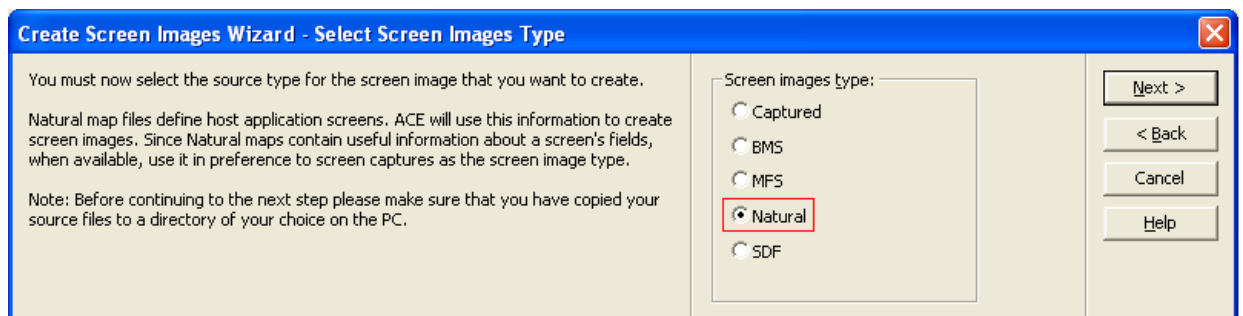 Create Screen Images Wizard - Select Screen Images Type
You must now select the source type for the screen image that you want to create.
Natural map files define host application screens. ACE will use this information to create
screen images. Since Natural maps contain useful information about a screen's fields,
when available, use it in preference to screen captures as the screen image type.
Note: Before continuing to the next step please make sure that you have copied your
source files to a directory of your choice on the PC.
Screen images type:
Captured
BMS
MFS
Natural
SDF
Next >
< Back
Cancel
Help